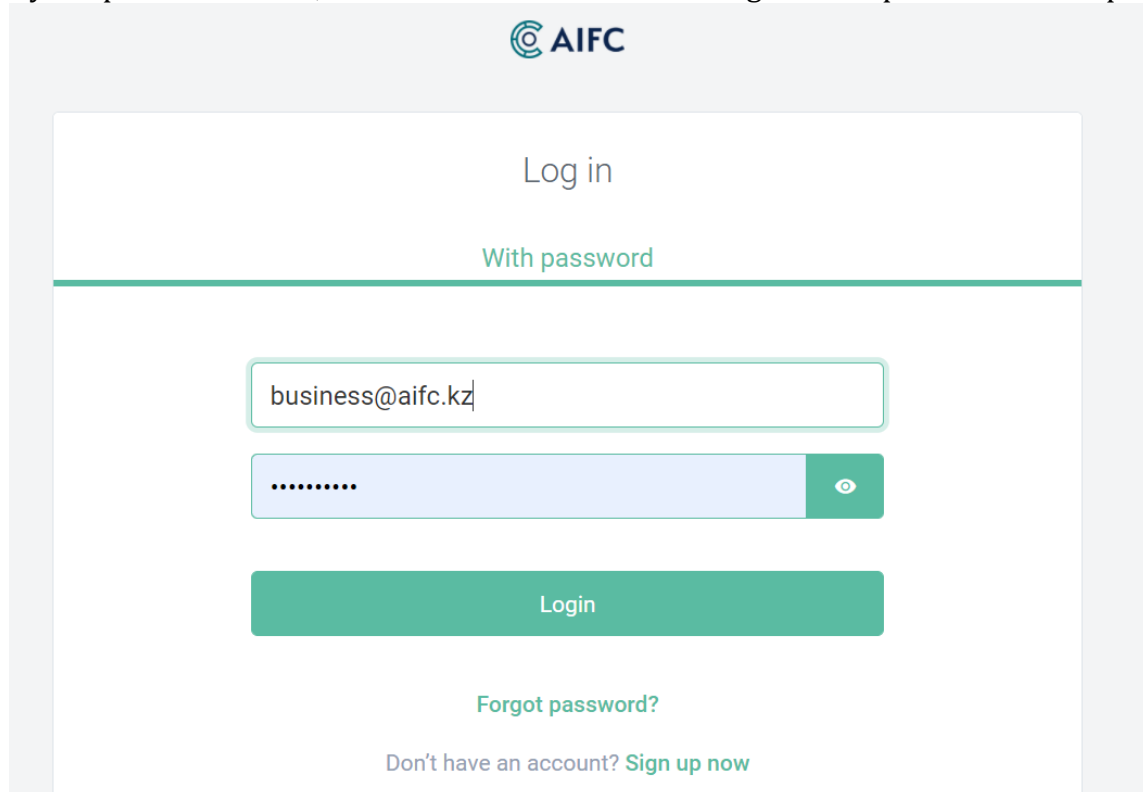 AIFC
Log in
With password
business@aifc.kz
••••••••••
Login
Forgot password?
Don't have an account? Sign up now